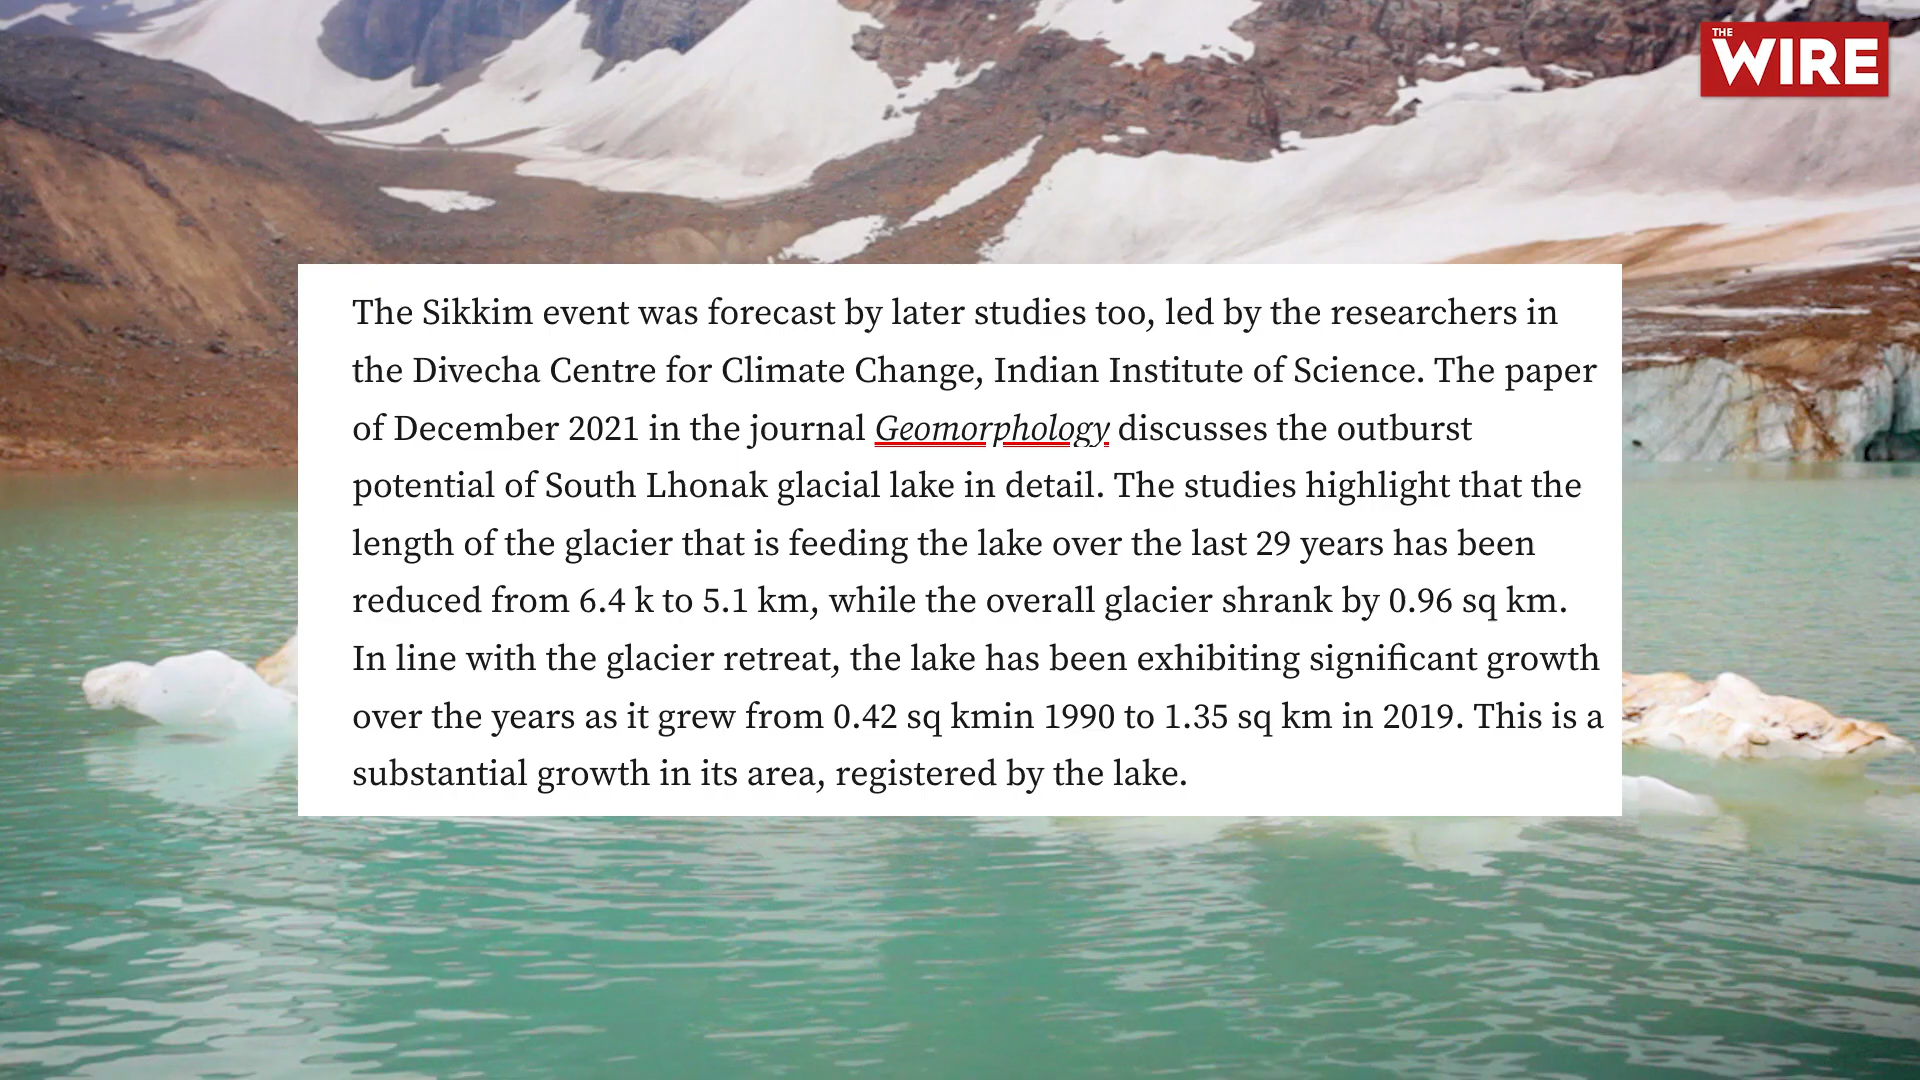 THE
WIRE
The Sikkim event was forecast by later studies too, led by the researchers in
the Divecha Centre for Climate Change, Indian Institute of Science. The paper
of December 2021 in the journal Geomorphology discusses the outburst
potential of South Lhonak glacial lake in detail. The studies highlight that the
length of the glacier that is feeding the lake over the last 29 years has been
reduced from 6.4 k to 5.1 km, while the overall glacier shrank by 0.96 sq km.
In line with the glacier retreat, the lake has been exhibiting significant growth
over the years as it grew from 0.42 sq kmin 1990 to 1.35 sq km in 2019. This is a
substantial growth in its area, registered by the lake.